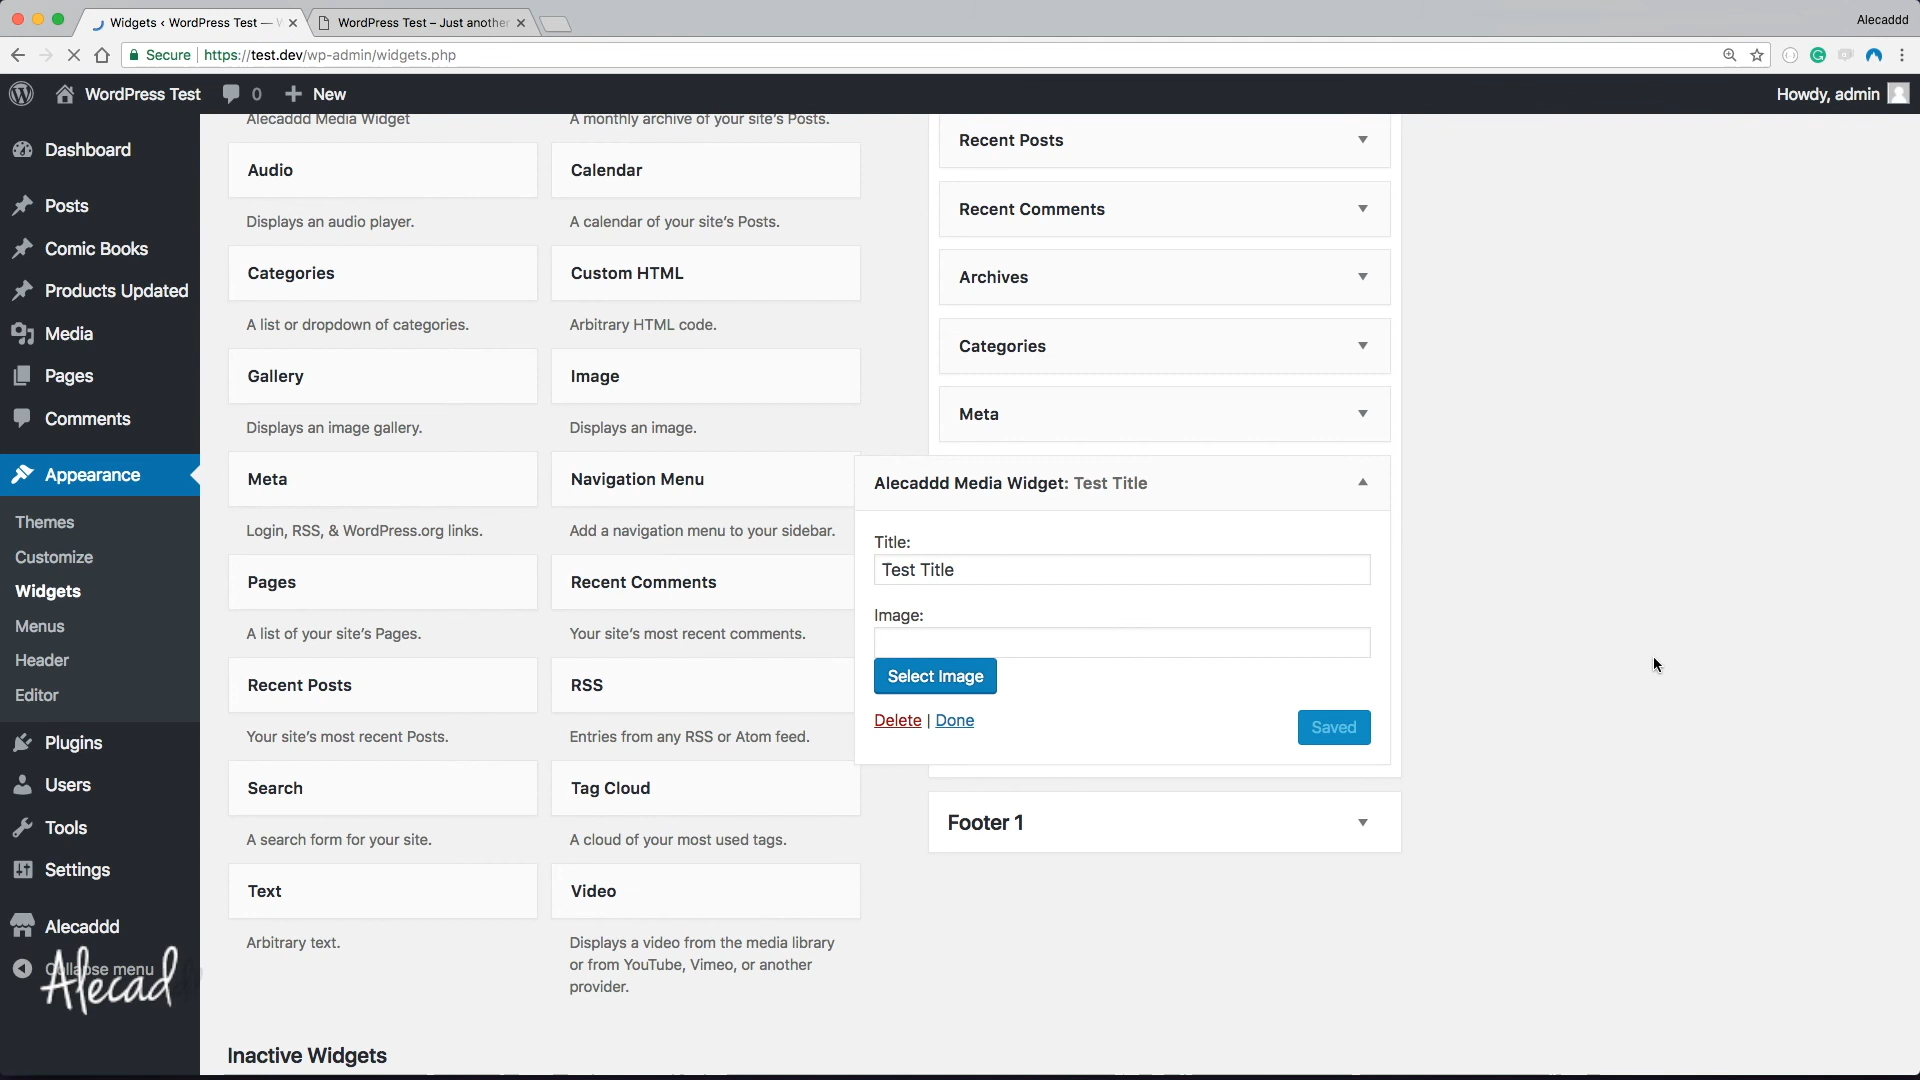 Widgets ‹ WordPress Test —
WordPress Test – Just another
Alecaddd
Secure https://test.dev/wp-admin/widgets.php
WordPress Test 0 New
Howdy, admin
Dashboard
Posts
Comic Books
Products Updated
Media
Pages
Comments
Appearance
Themes
Customize
Widgets
Menus
Header
Editor
Plugins
Users
Tools
Settings
Alecaddd
Collapse menu
Alecad
Alecaddd Media Widget
A monthly archive of your site's Posts.
Audio
Calendar
Displays an audio player.
A calendar of your site's Posts.
Categories
Custom HTML
A list or dropdown of categories.
Arbitrary HTML code.
Gallery
Image
Displays an image gallery.
Displays an image.
Meta
Navigation Menu
Login, RSS, & WordPress.org links.
Add a navigation menu to your sidebar.
Pages
Recent Comments
A list of your site's Pages.
Your site's most recent comments.
Recent Posts
RSS
Your site's most recent Posts.
Entries from any RSS or Atom feed.
Search
Tag Cloud
A search form for your site.
A cloud of your most used tags.
Text
Video
Arbitrary text.
Displays a video from the media library
or from YouTube, Vimeo, or another
provider.
Inactive Widgets
Recent Posts
Recent Comments
Archives
Categories
Meta
Alecaddd Media Widget: Test Title
Title:
Test Title
Image:
Select Image
Delete | Done
Saved
Footer 1